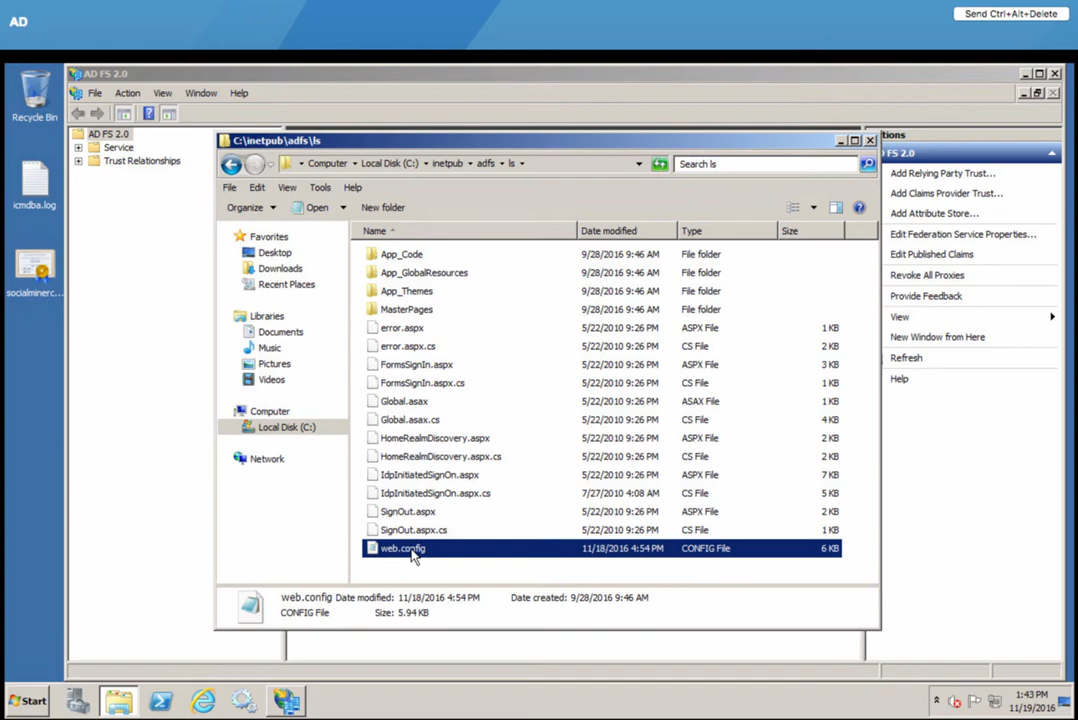 AD
Send Ctrl+Alt+Delete
Recycle Bin
icmdba.log
socialminerc...
AD FS 2.0
File Action View Window Help
AD FS 2.0
Service
Trust Relationships
C:\inetpub\adfs\ls
Computer Local Disk (C:) inetpub adfs ls
Search ls
File Edit View Tools Help
Organize Open New folder
Favorites
Desktop
Downloads
Recent Places
Libraries
Documents
Music
Pictures
Videos
Computer
Local Disk (C:)
Network
Name Date modified Type Size
App_Code 9/28/2016 9:46 AM File folder
App_GlobalResources 9/28/2016 9:46 AM File folder
App_Themes 9/28/2016 9:46 AM File folder
MasterPages 9/28/2016 9:46 AM File folder
error.aspx 5/22/2010 9:26 PM ASPX File 1 KB
error.aspx.cs 5/22/2010 9:26 PM CS File 2 KB
FormsSignIn.aspx 5/22/2010 9:26 PM ASPX File 3 KB
FormsSignIn.aspx.cs 5/22/2010 9:26 PM CS File 1 KB
Global.asax 5/22/2010 9:26 PM ASAX File 1 KB
Global.asax.cs 5/22/2010 9:26 PM CS File 4 KB
HomeRealmDiscovery.aspx 5/22/2010 9:26 PM ASPX File 2 KB
HomeRealmDiscovery.aspx.cs 5/22/2010 9:26 PM CS File 2 KB
IdpInitiatedSignOn.aspx 5/22/2010 9:26 PM ASPX File 7 KB
IdpInitiatedSignOn.aspx.cs 7/27/2010 4:08 AM CS File 5 KB
SignOut.aspx 5/22/2010 9:26 PM ASPX File 2 KB
SignOut.aspx.cs 5/22/2010 9:26 PM CS File 1 KB
web.config 11/18/2016 4:54 PM CONFIG File 6 KB
web.config Date modified: 11/18/2016 4:54 PM Date created: 9/28/2016 9:46 AM
CONFIG File Size: 5.94 KB
tions
D FS 2.0
Add Relying Party Trust...
Add Claims Provider Trust...
Add Attribute Store...
Edit Federation Service Properties...
Edit Published Claims
Revoke All Proxies
Provide Feedback
View
New Window from Here
Refresh
Help
Start
1:43 PM
11/19/2016